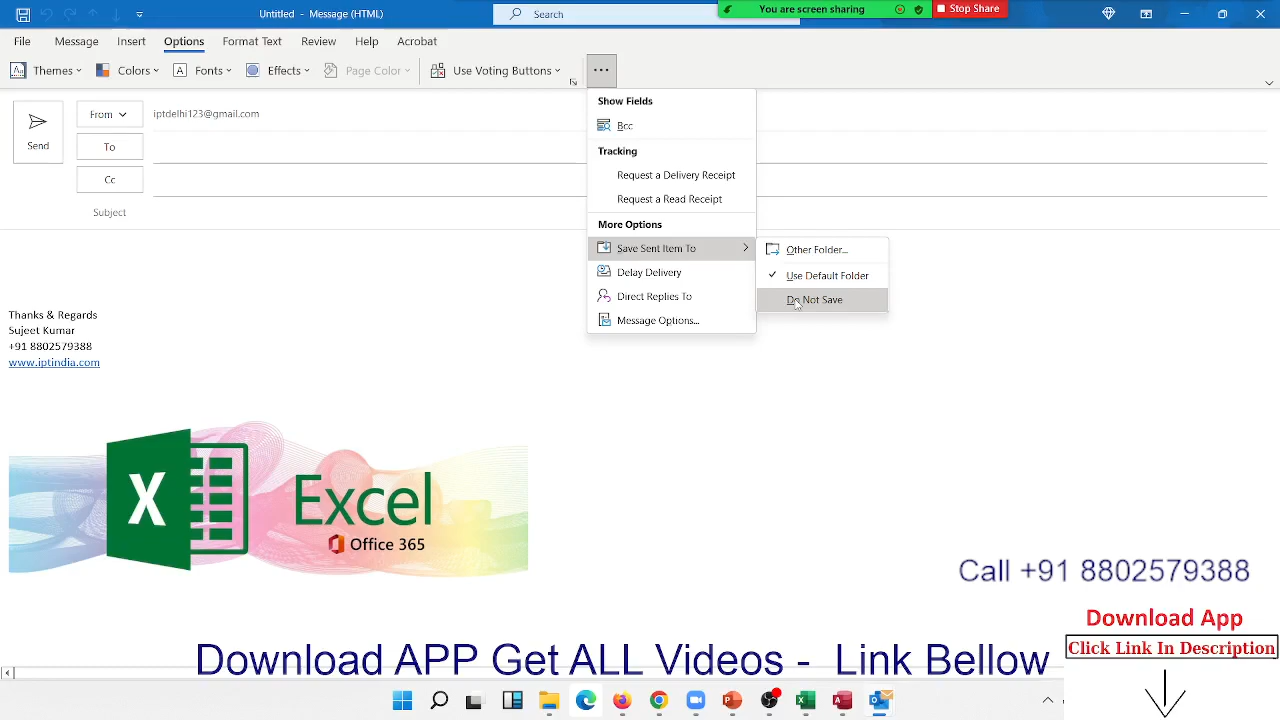 Untitled - Message (HTML)
Search
You are screen sharing
Stop Share
File
Message
Insert
Options
Format Text
Review
Help
Acrobat
Themes
Colors
Fonts
Effects
Page Color
Use Voting Buttons
Show Fields
Bcc
Tracking
Request a Delivery Receipt
Request a Read Receipt
More Options
Save Sent Item To
Delay Delivery
Direct Replies To
Message Options...
Other Folder...
Use Default Folder
Do Not Save
Send
From
iptdelhi123@gmail.com
To
Cc
Subject
Thanks & Regards
Sujeet Kumar
+91 8802579388
www.iptindia.com
X
Excel
Office 365
Call +91 8802579388
Download App
Click Link In Description
Download APP Get ALL Videos - Link Bellow